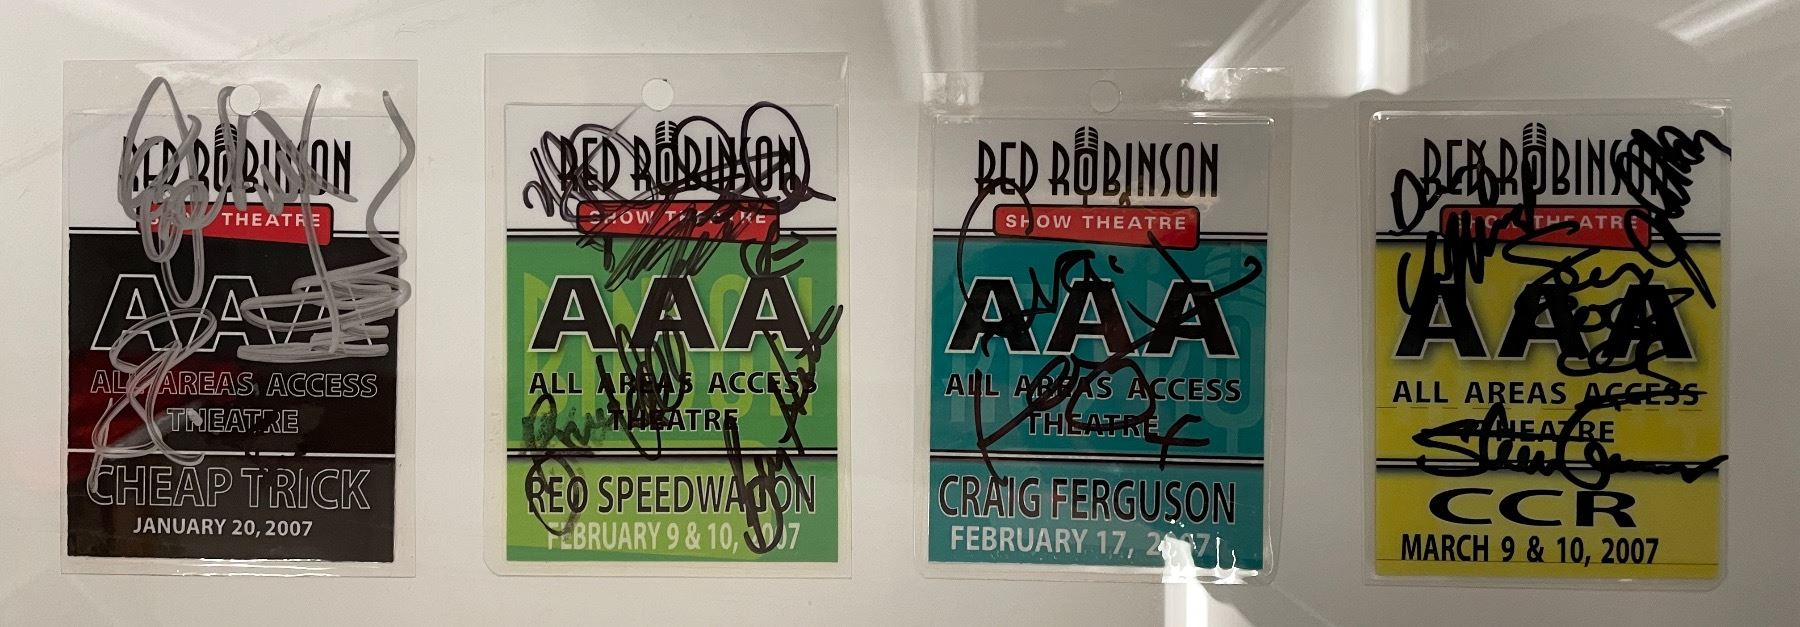 RED ROBINSON
SHOW THEATRE
AAA
ALL AREAS ACCESS
THEATRE
CHEAP TRICK
JANUARY 20, 2007
RED ROBINSON
SHOW THEATRE
AAA
ALL AREAS ACCESS
THEATRE
REO SPEEDWAGON
FEBRUARY 9 & 10, 2007
RED ROBINSON
SHOW THEATRE
AAA
ALL AREAS ACCESS
THEATRE
CRAIG FERGUSON
FEBRUARY 17, 2007
RED ROBINSON
SHOW THEATRE
AAA
ALL AREAS ACCESS
THEATRE
CCR
MARCH 9 & 10, 2007